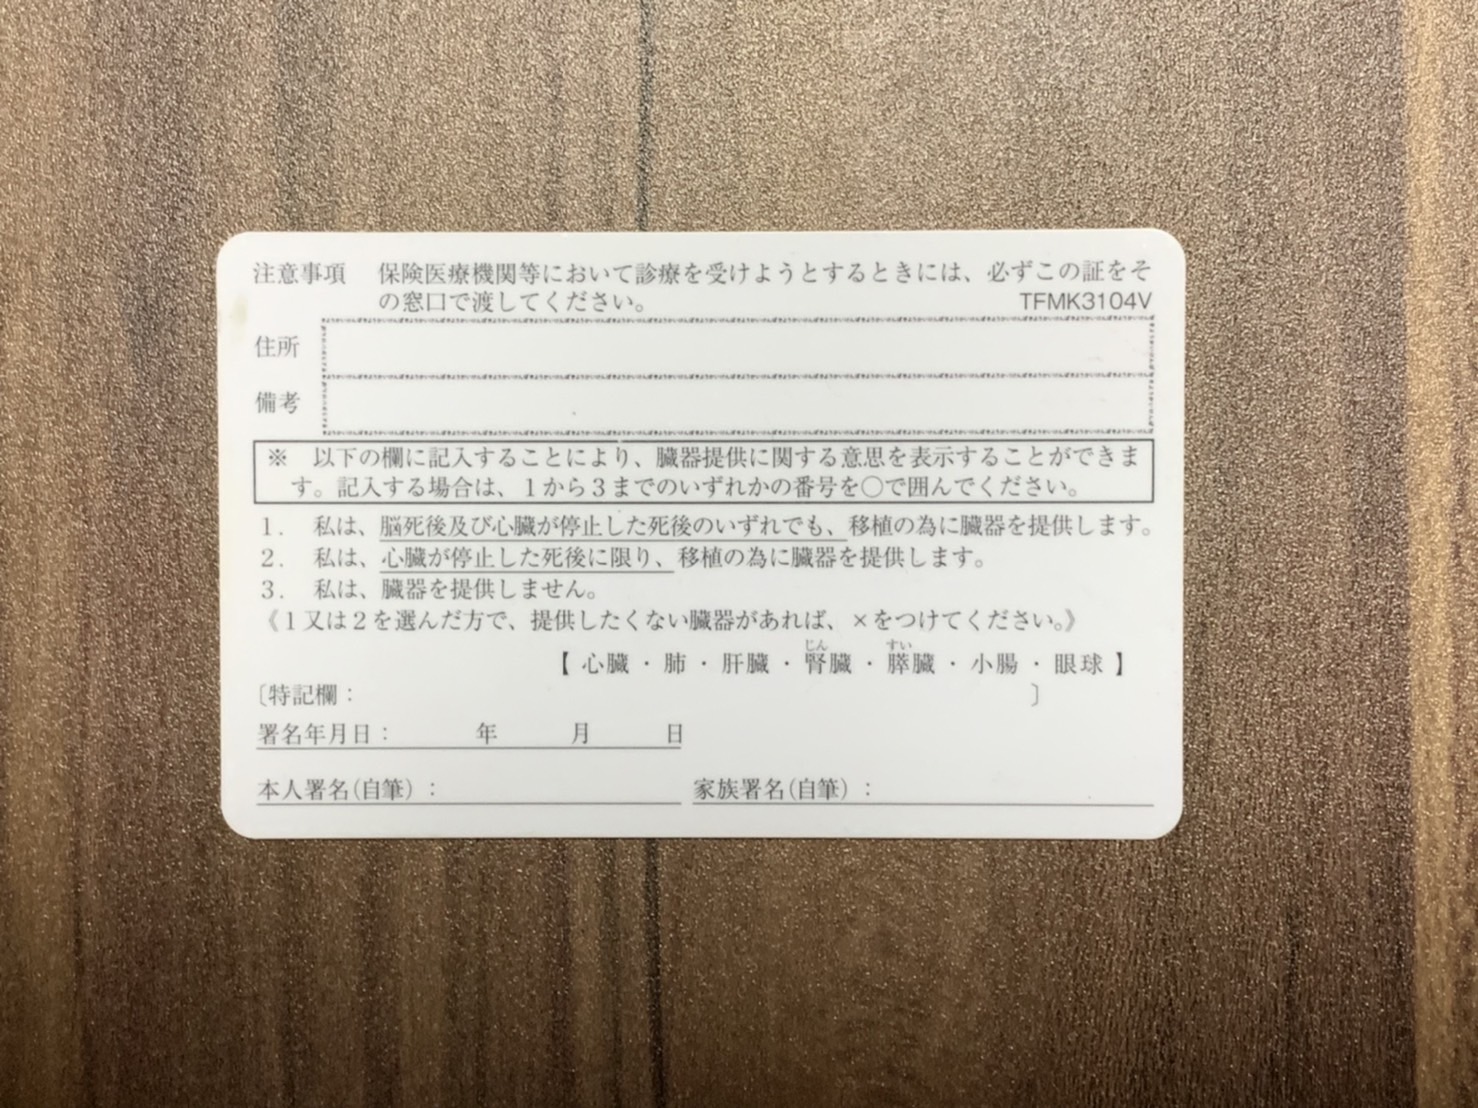 注意事項　保険医療機関等において診療を受けようとするときには、必ずこの証をそ
の窓口で渡してください。　TFMK3104V
住所
備考
※　以下の欄に記入することにより、臓器提供に関する意思を表示することができま
す。記入する場合は、１から３までのいずれかの番号を○で囲んでください。
１．　私は、脳死後及び心臓が停止した死後のいずれでも、移植の為に臓器を提供します。
２．　私は、心臓が停止した死後に限り、移植の為に臓器を提供します。
３．　私は、臓器を提供しません。
《１又は２を選んだ方で、提供したくない臓器があれば、×をつけてください。》
じん　すい
【 心臓 ・ 肺 ・ 肝臓 ・ 腎臓 ・ 膵臓 ・ 小腸 ・ 眼球 】
〔特記欄：　〕
署名年月日：　年　月　日
本人署名(自筆)：　家族署名(自筆)：